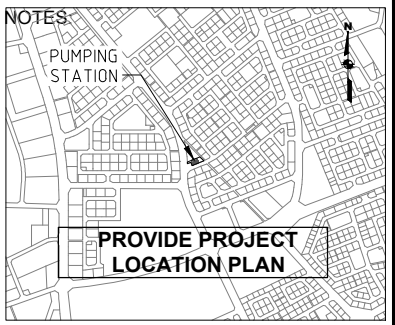 NOTES:
N
PUMPING
STATION
PROVIDE PROJECT
LOCATION PLAN